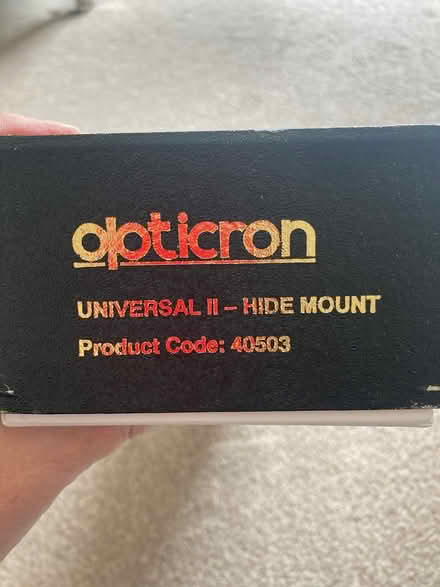 opticron
UNIVERSAL II – HIDE MOUNT
Product Code: 40503